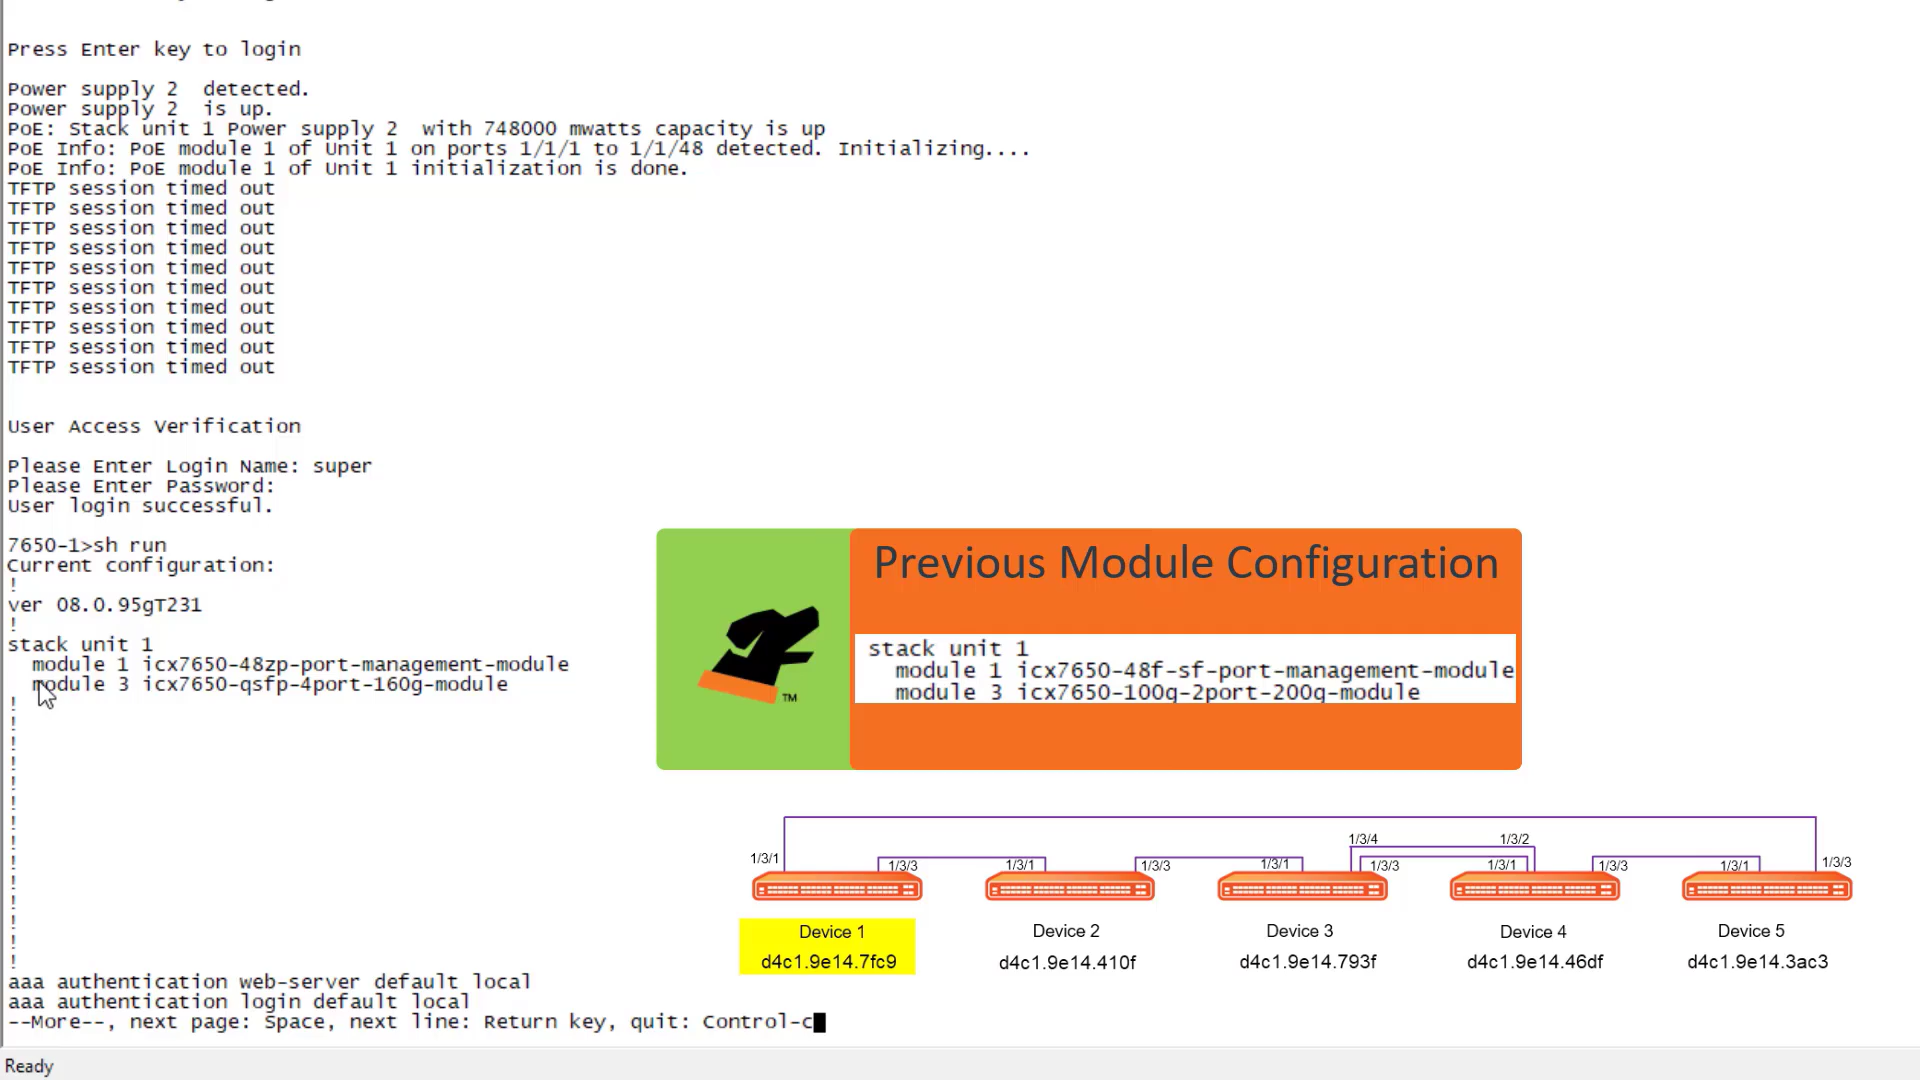 Press Enter key to login
Power supply 2  detected.
Power supply 2  is up.
PoE: Stack unit 1 Power supply 2  with 748000 mwatts capacity is up
PoE Info: PoE module 1 of Unit 1 on ports 1/1/1 to 1/1/48 detected. Initializing....
PoE Info: PoE module 1 of Unit 1 initialization is done.
TFTP session timed out
TFTP session timed out
TFTP session timed out
TFTP session timed out
TFTP session timed out
TFTP session timed out
TFTP session timed out
TFTP session timed out
TFTP session timed out
TFTP session timed out
User Access Verification
Please Enter Login Name: super
Please Enter Password:
User login successful.
7650-1>sh run
Current configuration:
!
ver 08.0.95gT231
!
stack unit 1
module 1 icx7650-48zp-port-management-module
module 3 icx7650-qsfp-4port-160g-module
!
!
!
!
!
!
!
!
!
!
!
!
!
!
aaa authentication web-server default local
aaa authentication login default local
--More--, next page: Space, next line: Return key, quit: Control-c
Ready
Previous Module Configuration
™
stack unit 1
module 1 icx7650-48f-sf-port-management-module
module 3 icx7650-100g-2port-200g-module
1/3/4 1/3/2
1/3/1 1/3/3 1/3/1 1/3/3 1/3/1 1/3/3 1/3/1 1/3/3 1/3/1 1/3/3
Device 1 Device 2 Device 3 Device 4 Device 5
d4c1.9e14.7fc9 d4c1.9e14.410f d4c1.9e14.793f d4c1.9e14.46df d4c1.9e14.3ac3